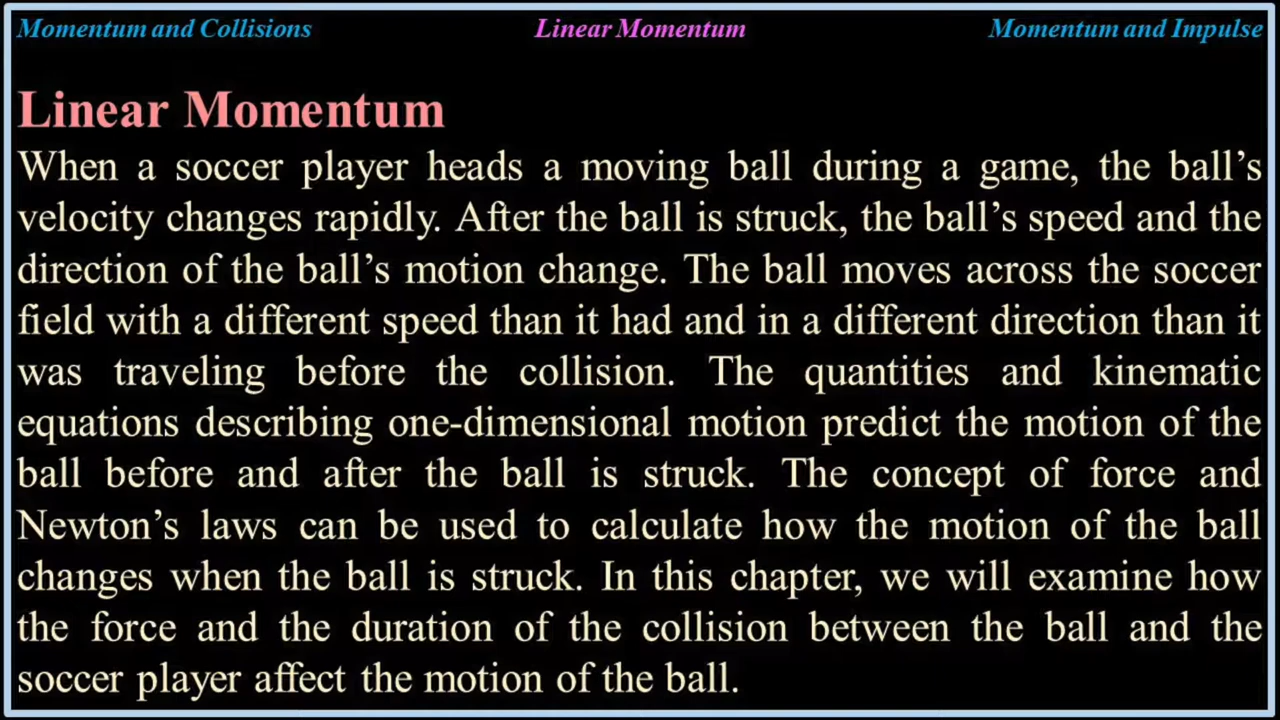 Momentum and Collisions
Linear Momentum
Momentum and Impulse
Linear Momentum
When a soccer player heads a moving ball during a game, the ball’s
velocity changes rapidly. After the ball is struck, the ball’s speed and the
direction of the ball’s motion change. The ball moves across the soccer
field with a different speed than it had and in a different direction than it
was traveling before the collision. The quantities and kinematic
equations describing one-dimensional motion predict the motion of the
ball before and after the ball is struck. The concept of force and
Newton’s laws can be used to calculate how the motion of the ball
changes when the ball is struck. In this chapter, we will examine how
the force and the duration of the collision between the ball and the
soccer player affect the motion of the ball.